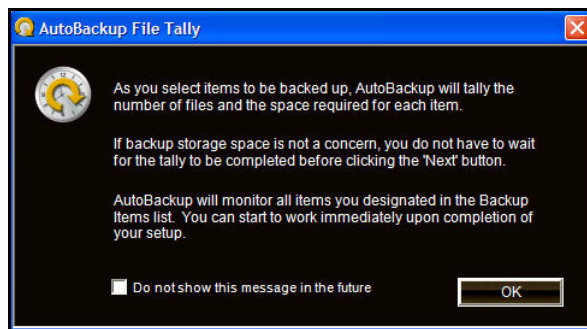 AutoBackup File Tally
As you select items to be backed up, AutoBackup will tally the
number of files and the space required for each item.
If backup storage space is not a concern, you do not have to wait
for the tally to be completed before clicking the 'Next' button.
AutoBackup will monitor all items you designated in the Backup
Items list. You can start to work immediately upon completion of
your setup.
Do not show this message in the future
OK